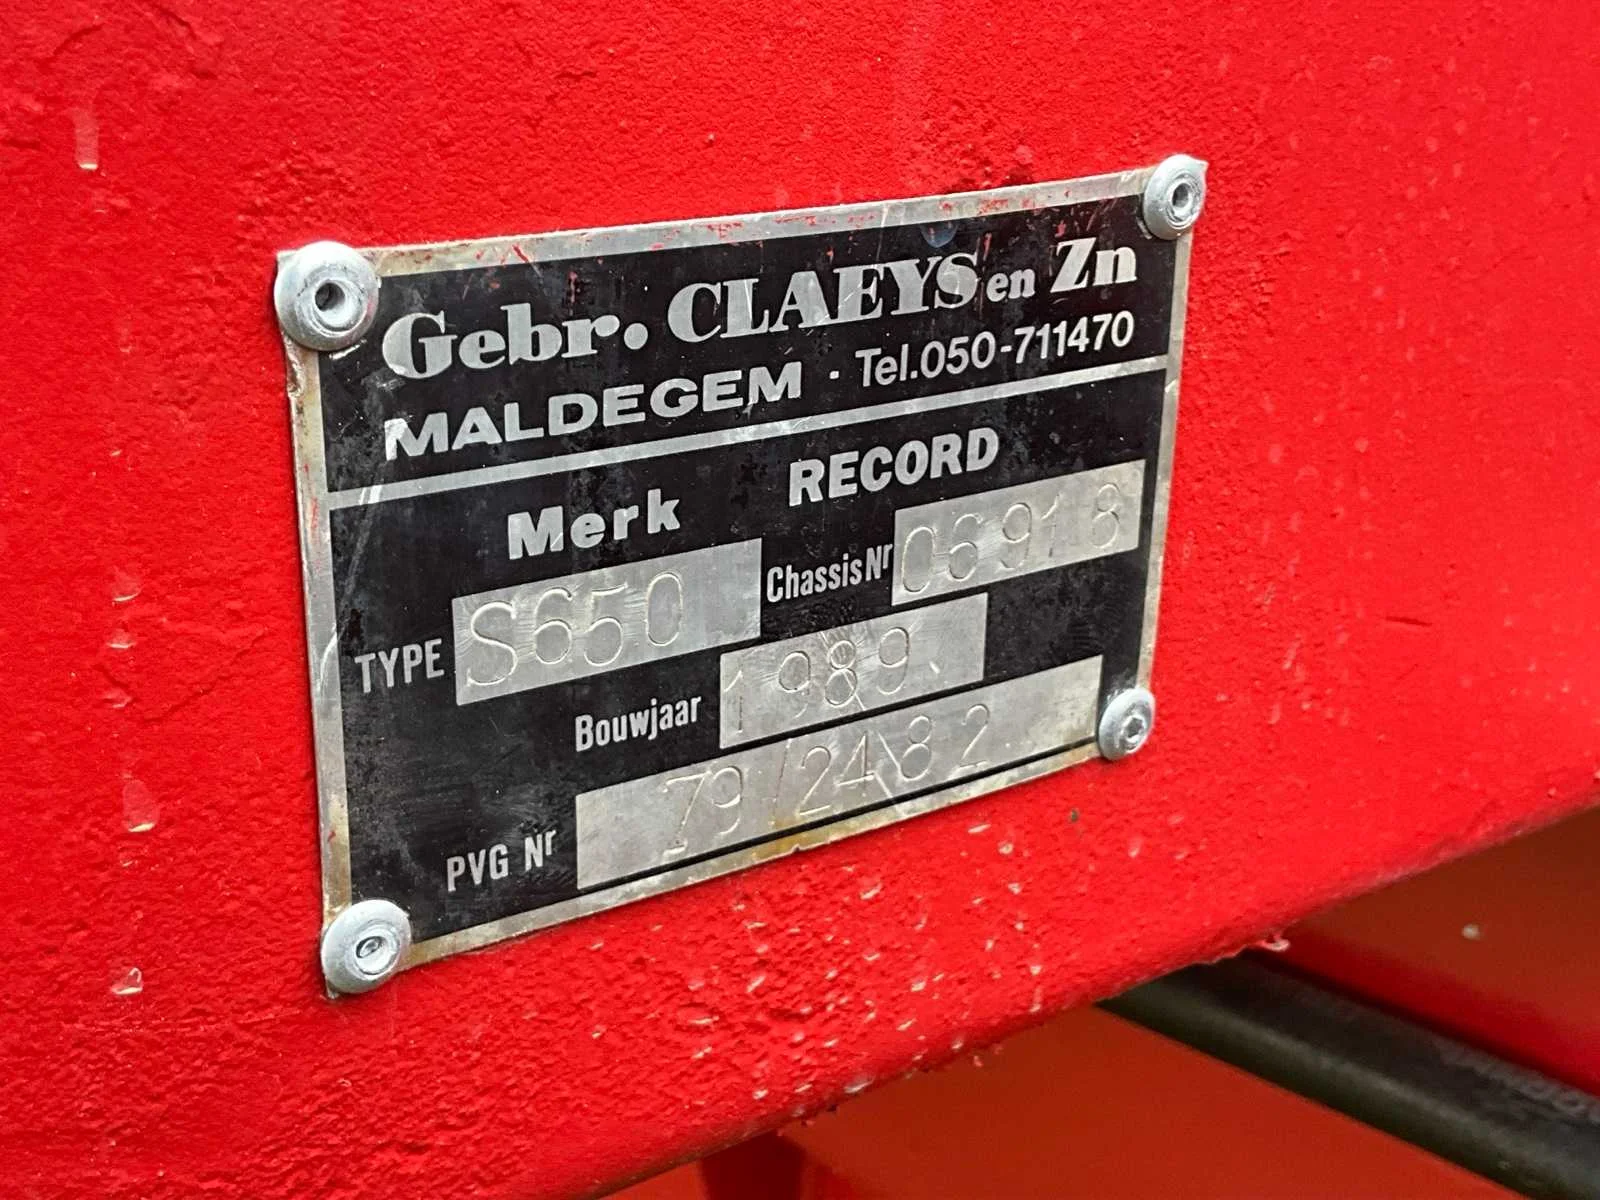 Gebr. CLAEYS en Zn
MALDEGEM · Tel.050-711470
Merk RECORD
TYPE S650 Chassis Nr 06918
Bouwjaar 1989
PVG Nr 79/2482